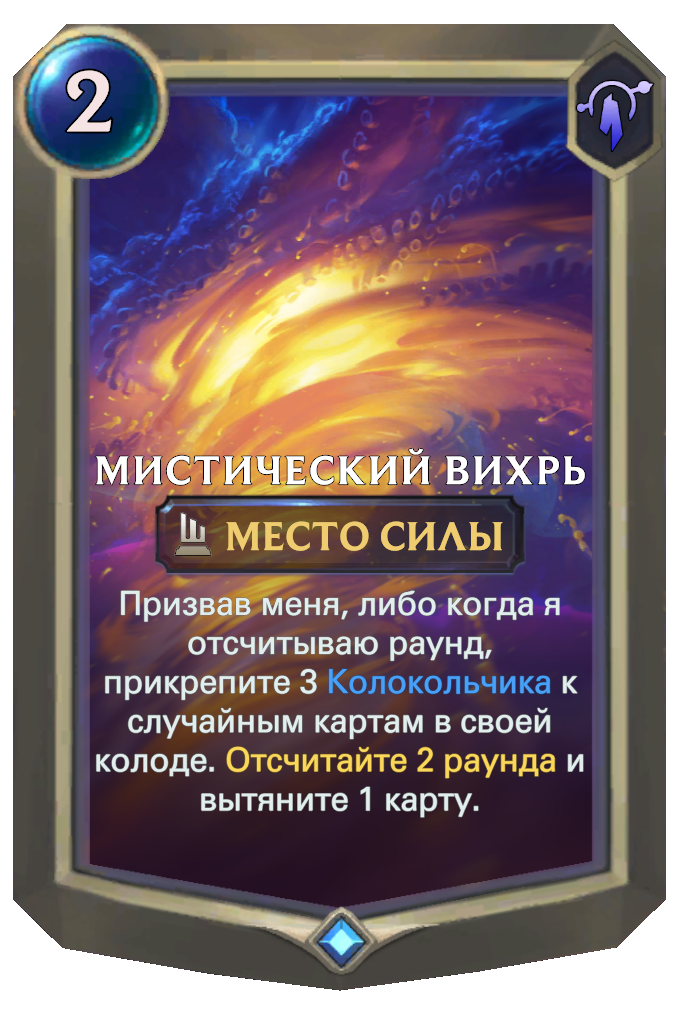 2
МИСТИЧЕСКИЙ ВИХРЬ
МЕСТО СИЛЫ
Призвав меня, либо когда я
отсчитываю раунд,
прикрепите 3 Колокольчика к
случайным картам в своей
колоде. Отсчитайте 2 раунда и
вытяните 1 карту.